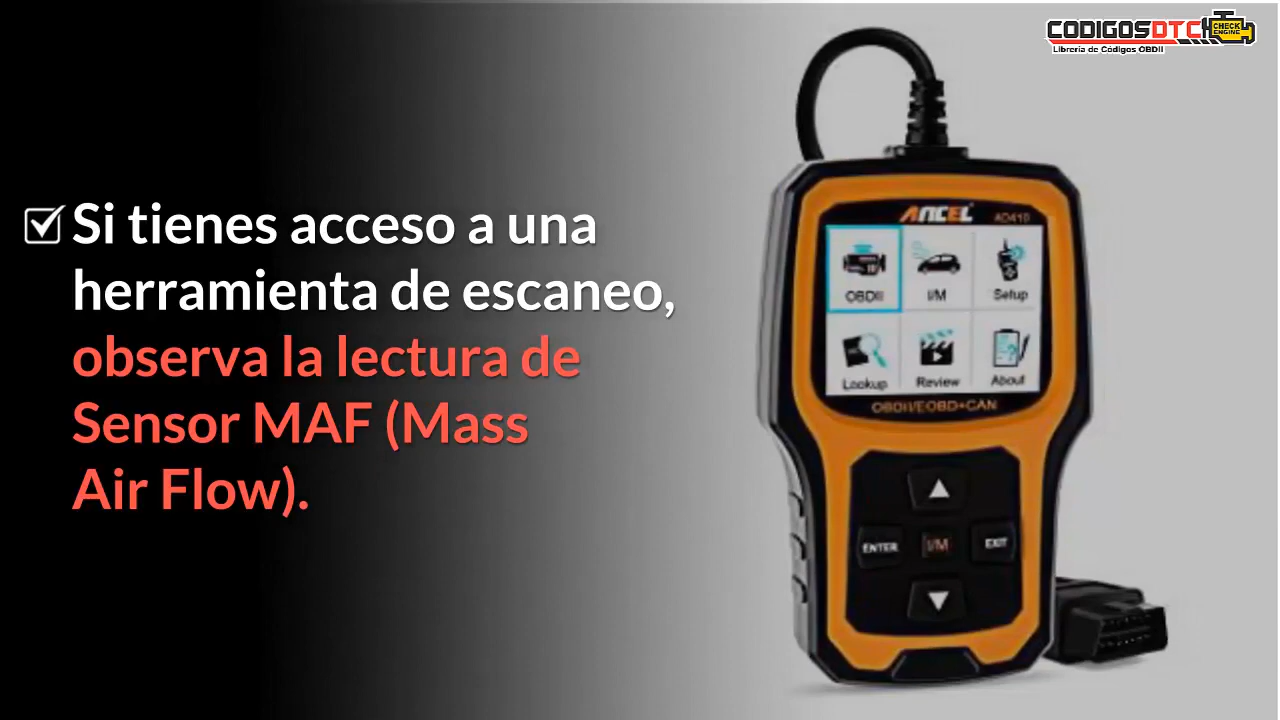 CODIGOSDTC
CHECK
ENGINE
Libreria de Códigos OBDII
Si tienes acceso a una
herramienta de escaneo,
observa la lectura de
Sensor MAF (Mass
Air Flow).
ANCEL AD410
OBDII I/M Setup
Lookup Review About
OBDII/EOBD+CAN
ENTER I/M EXIT